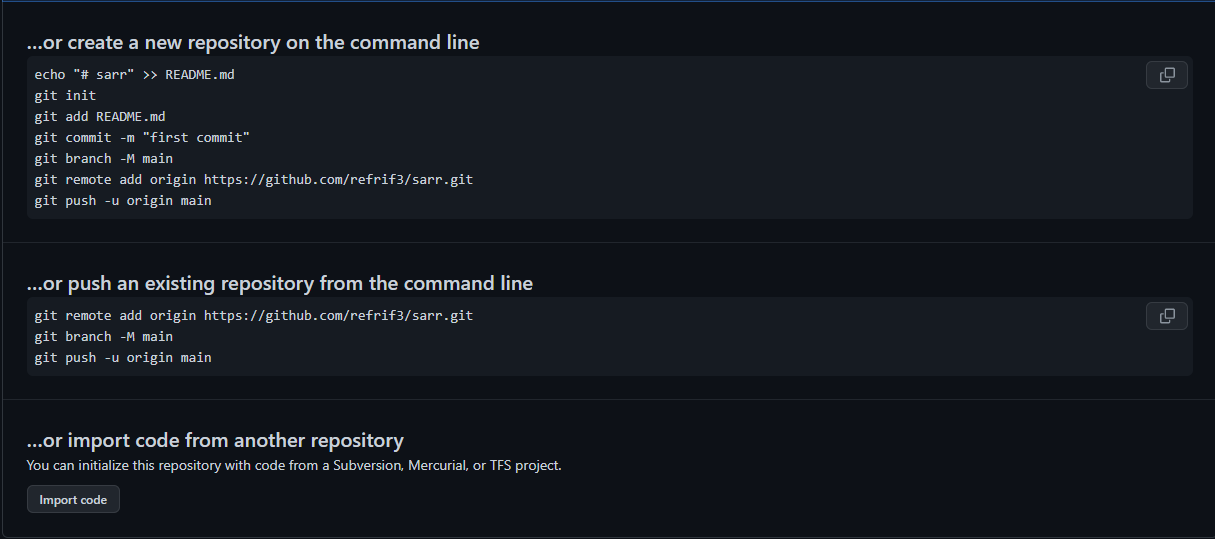 ...or create a new repository on the command line
echo "# sarr" >> README.md
git init
git add README.md
git commit -m "first commit"
git branch -M main
git remote add origin https://github.com/refrif3/sarr.git
git push -u origin main
...or push an existing repository from the command line
git remote add origin https://github.com/refrif3/sarr.git
git branch -M main
git push -u origin main
...or import code from another repository
You can initialize this repository with code from a Subversion, Mercurial, or TFS project.
Import code